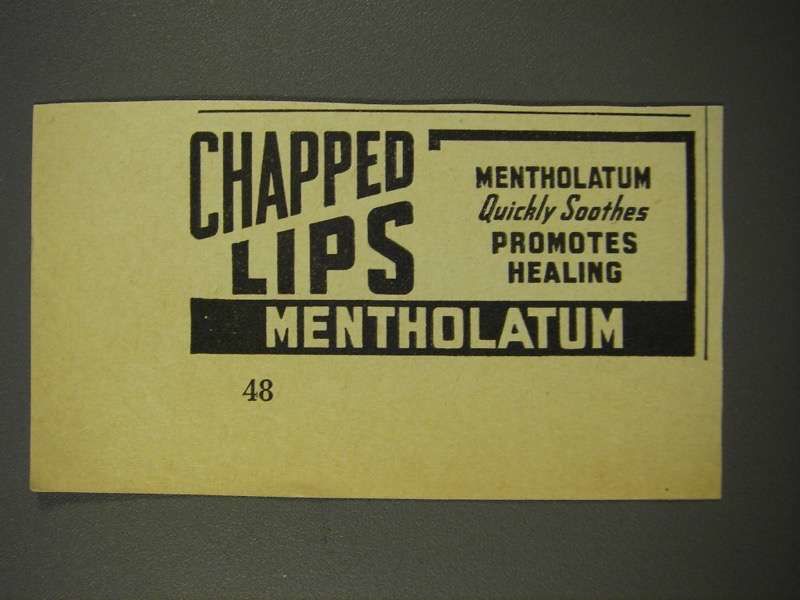 CHAPPED
LIPS
MENTHOLATUM
Quickly Soothes
PROMOTES
HEALING
MENTHOLATUM
48